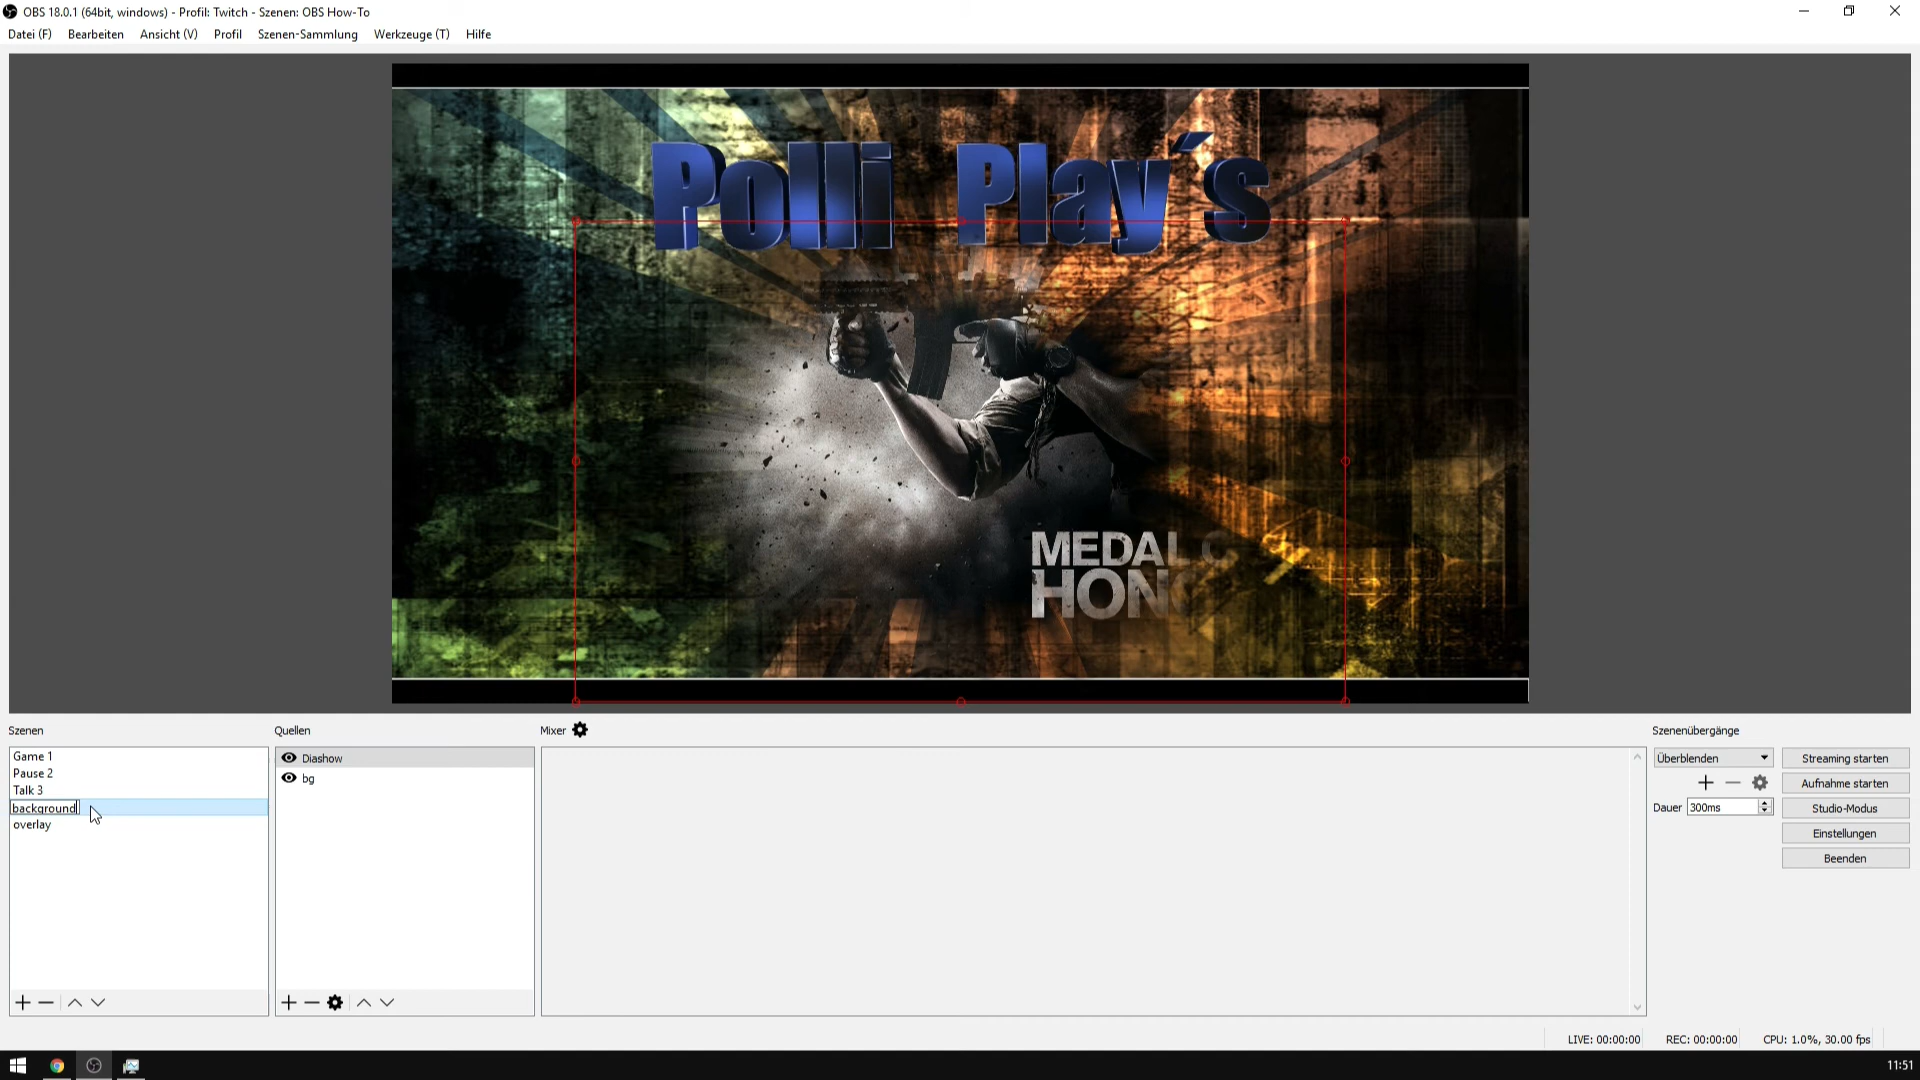 OBS 18.0.1 (64bit, windows) - Profil: Twitch - Szenen: OBS How-To
Datei (F) Bearbeiten Ansicht (V) Profil Szenen-Sammlung Werkzeuge (T) Hilfe
Polli Play´s
MEDAL O
HONO
Szenen
Game 1
Pause 2
Talk 3
background
overlay
Quellen
Diashow
bg
Mixer
Szenenübergänge
Überblenden
Dauer 300ms
Streaming starten
Aufnahme starten
Studio-Modus
Einstellungen
Beenden
LIVE: 00:00:00 REC: 00:00:00 CPU: 1.0%, 30.00 fps
11:51